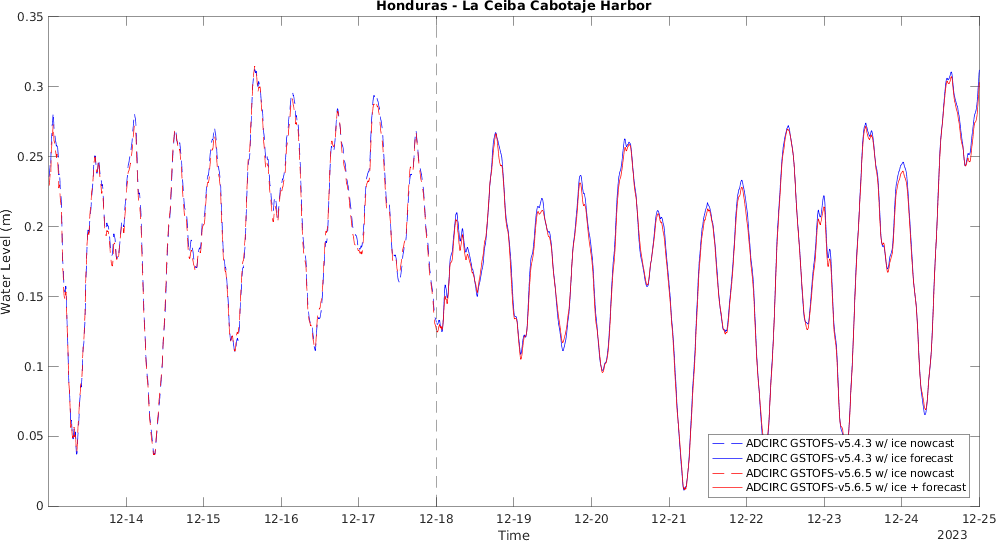 Honduras - La Ceiba Cabotaje Harbor
0.35
0.3
0.25
0.2
0.15
0.1
0.05
0
Water Level (m)
ADCIRC GSTOFS-v5.4.3 w/ ice nowcast
ADCIRC GSTOFS-v5.4.3 w/ ice forecast
ADCIRC GSTOFS-v5.6.5 w/ ice nowcast
ADCIRC GSTOFS-v5.6.5 w/ ice + forecast
12-14 12-15 12-16 12-17 12-18 12-19 12-20 12-21 12-22 12-23 12-24 12-25
Time
2023